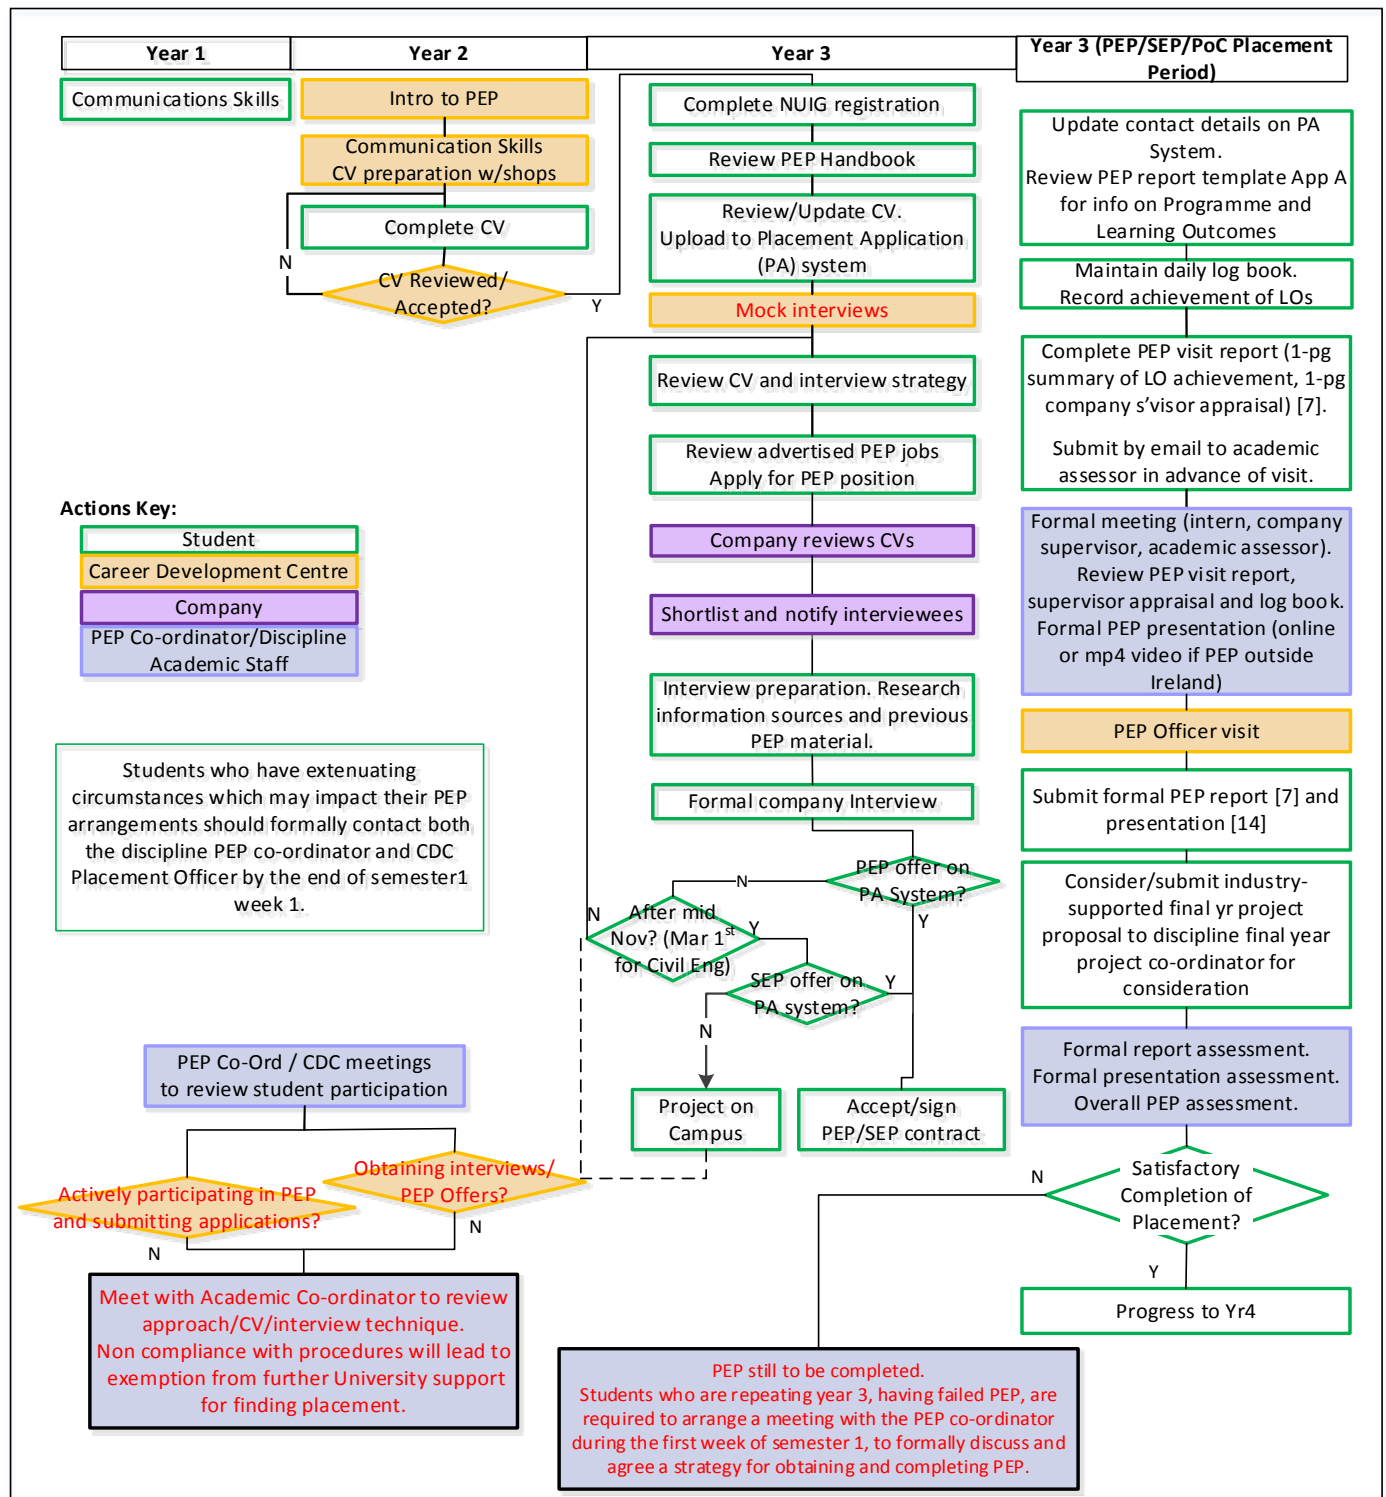 Year 1
Year 2
Year 3
Year 3 (PEP/SEP/PoC Placement
Period)
Communications Skills
Intro to PEP
Communication Skills
CV preparation w/shops
Complete CV
N
CV Reviewed/
Accepted?
Y
Complete NUIG registration
Review PEP Handbook
Review/Update CV.
Upload to Placement Application
(PA) system
Mock interviews
Review CV and interview strategy
Review advertised PEP jobs
Apply for PEP position
Company reviews CVs
Shortlist and notify interviewees
Interview preparation. Research
information sources and previous
PEP material.
Formal company Interview
PEP offer on
PA System?
N
Y
After mid
Nov? (Mar 1st
for Civil Eng)
N
Y
SEP offer on
PA system?
Y
N
Project on
Campus
Accept/sign
PEP/SEP contract
Update contact details on PA
System.
Review PEP report template App A
for info on Programme and
Learning Outcomes
Maintain daily log book.
Record achievement of LOs
Complete PEP visit report (1-pg
summary of LO achievement, 1-pg
company s’visor appraisal) [7].
Submit by email to academic
assessor in advance of visit.
Formal meeting (intern, company
supervisor, academic assessor).
Review PEP visit report,
supervisor appraisal and log book.
Formal PEP presentation (online
or mp4 video if PEP outside
Ireland)
PEP Officer visit
Submit formal PEP report [7] and
presentation [14]
Consider/submit industry-
supported final yr project
proposal to discipline final year
project co-ordinator for
consideration
Formal report assessment.
Formal presentation assessment.
Overall PEP assessment.
Satisfactory
Completion of
Placement?
N
Y
Progress to Yr4
Actions Key:
Student
Career Development Centre
Company
PEP Co-ordinator/Discipline
Academic Staff
Students who have extenuating
circumstances which may impact their PEP
arrangements should formally contact both
the discipline PEP co-ordinator and CDC
Placement Officer by the end of semester1
week 1.
PEP Co-Ord / CDC meetings
to review student participation
Actively participating in PEP
and submitting applications?
N
Obtaining interviews/
PEP Offers?
N
Meet with Academic Co-ordinator to review
approach/CV/interview technique.
Non compliance with procedures will lead to
exemption from further University support
for finding placement.
PEP still to be completed.
Students who are repeating year 3, having failed PEP, are
required to arrange a meeting with the PEP co-ordinator
during the first week of semester 1, to formally discuss and
agree a strategy for obtaining and completing PEP.